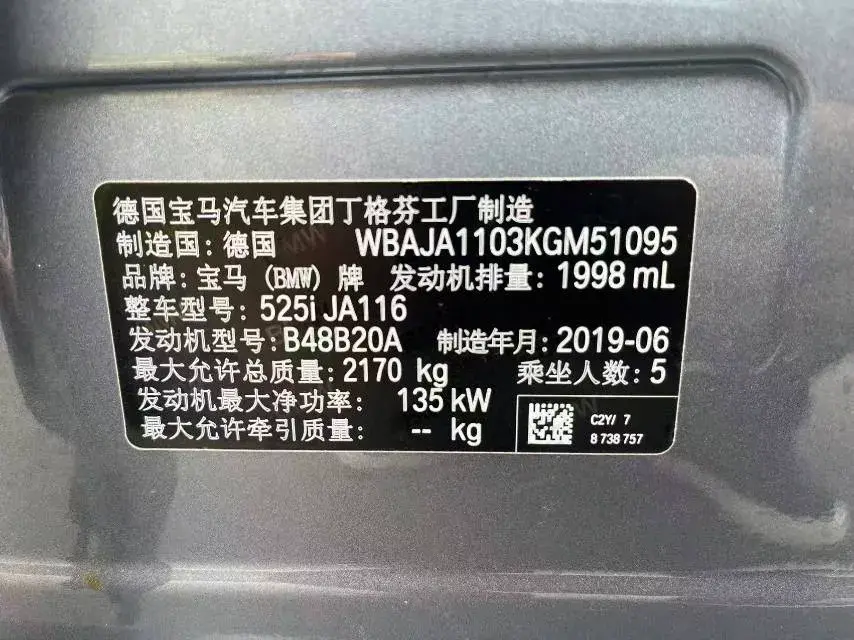 德国宝马汽车集团丁格芬工厂制造
制造国：德国 WBAJA1103KGM51095
品牌：宝马（BMW）牌 发动机排量：1998 mL
整车型号：525i JA116
发动机型号：B48B20A 制造年月：2019-06
最大允许总质量：2170 kg 乘坐人数：5
发动机最大净功率： 135 kW
最大允许牵引质量： -- kg
C2Y/ 7
8 738 757